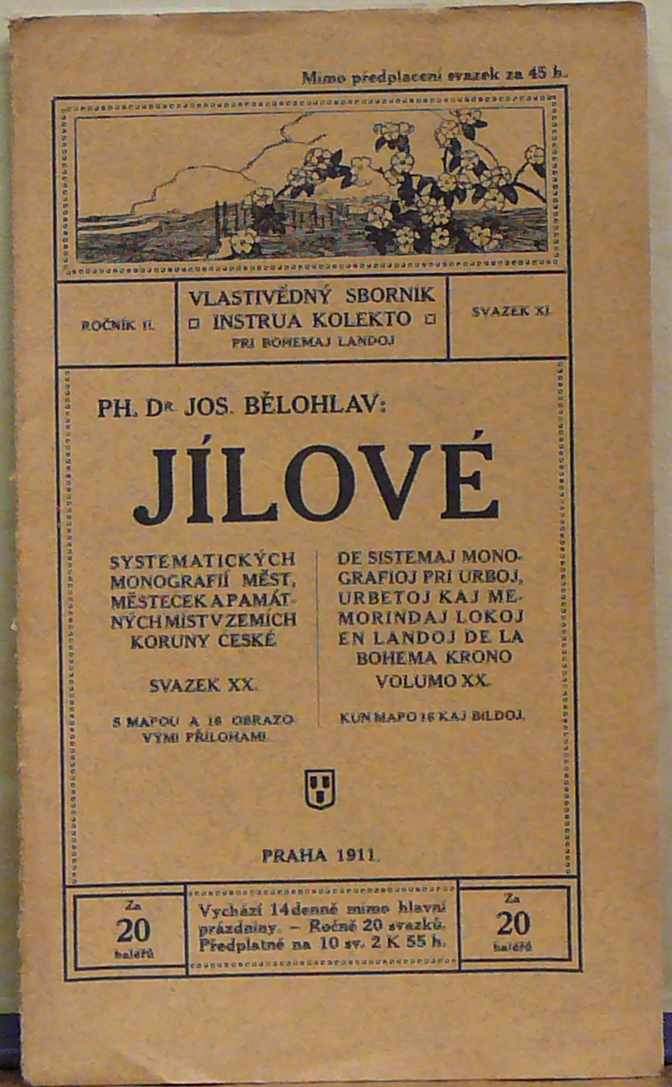 Mimo předplacení svazek za 45 h.
ROČNÍK II.
VLASTIVĚDNÝ SBORNIK
INSTRUA KOLEKTO
PRI BOHEMAJ LANDOJ
SVAZEK XI
PH. DR JOS. BĚLOHLAV:
JÍLOVÉ
SYSTEMATICKÝCH
MONOGRAFIÍ MĚST,
MĚSTEČEK A PAMÁT-
NÝCH MÍST V ZEMÍCH
KORUNY ČESKÉ
SVAZEK XX.
S MAPOU A 16 OBRAZO-
VÝMI PŘÍLOHAMI.
DE SISTEMAJ MONO-
GRAFIOJ PRI URBOJ,
URBETOJ KAJ ME-
MORINDAJ LOKOJ
EN LANDOJ DE LA
BOHEMA KRONO
VOLUMO XX.
KUN MAPO 16 KAJ BILDOJ.
PRAHA 1911.
Za
20
haléřů
Vychází 14denně mimo hlavní
prázdniny. – Ročně 20 svazků.
Předplatné na 10 sv. 2 K 55 h.
Za
20
haléřů